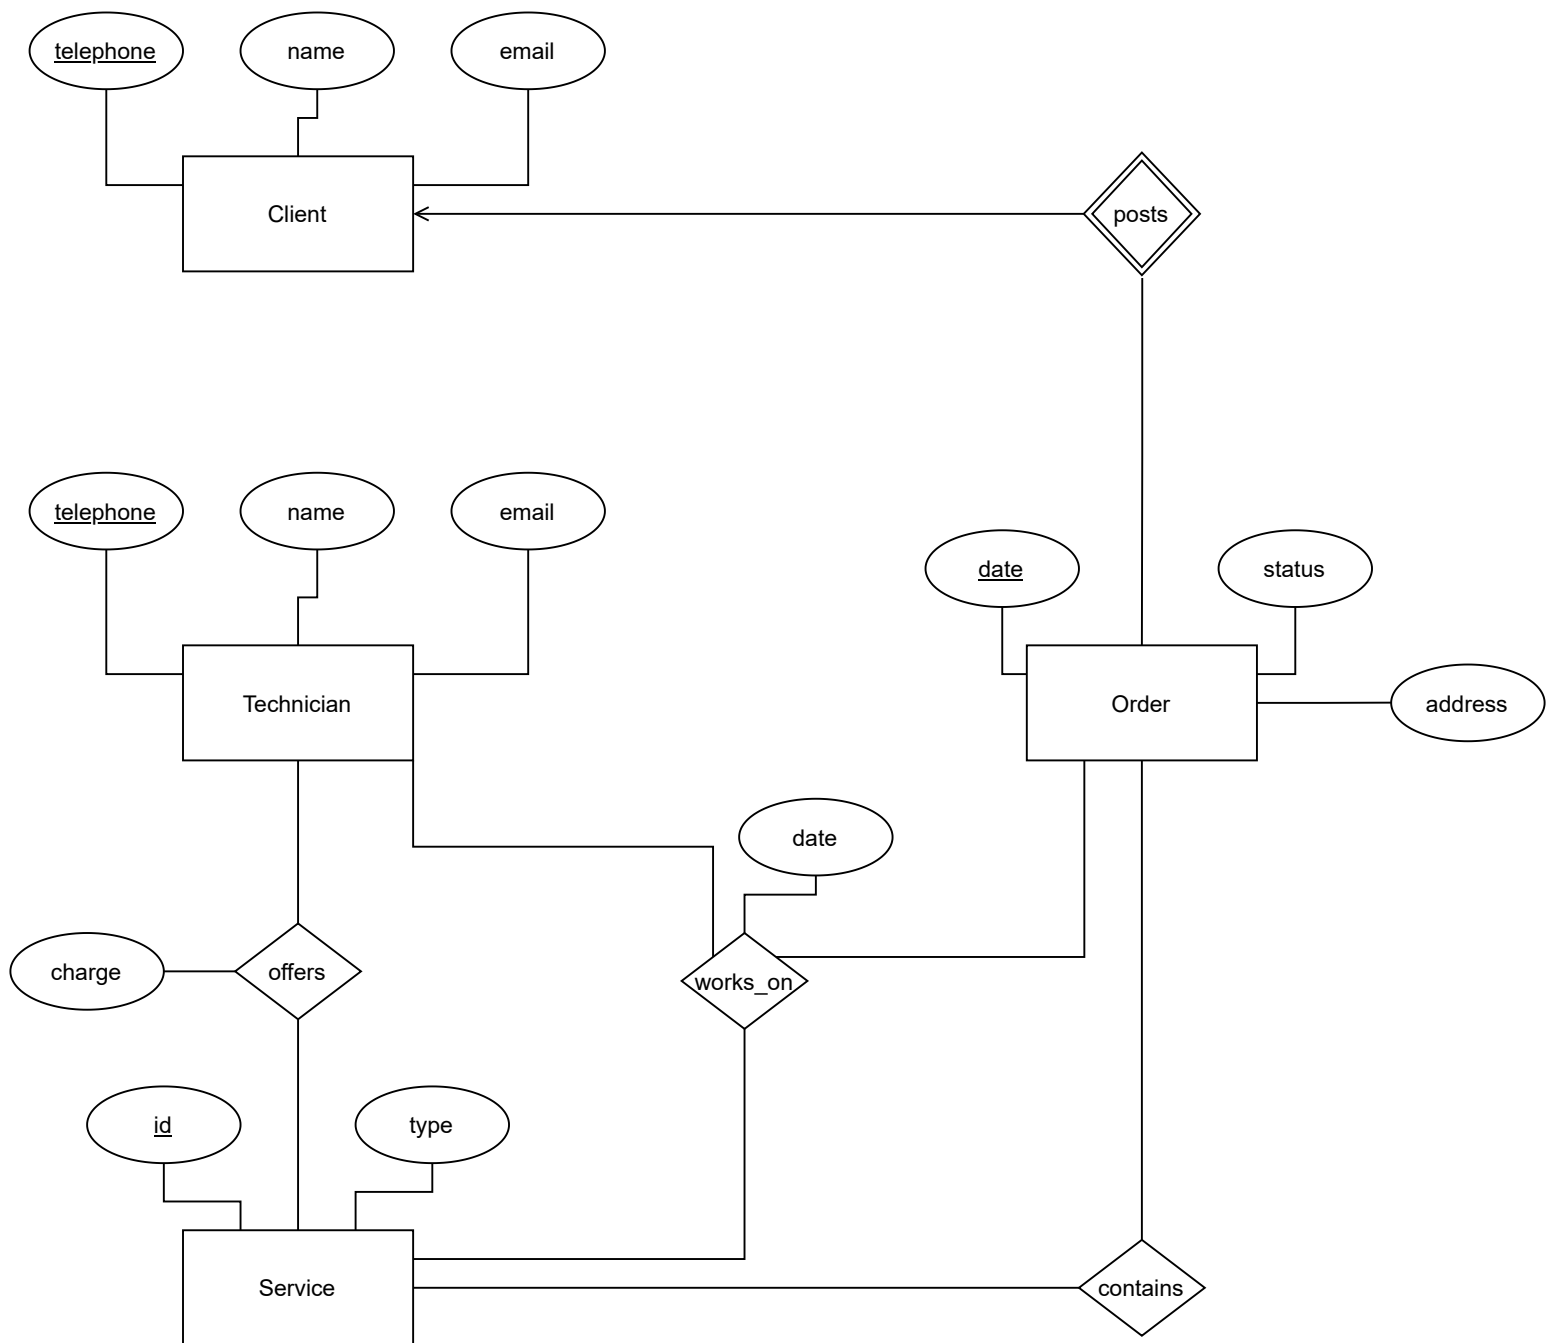 telephone
name
email
Client
posts
telephone
name
email
date
status
Technician
Order
address
date
charge
offers
works_on
id
type
Service
contains